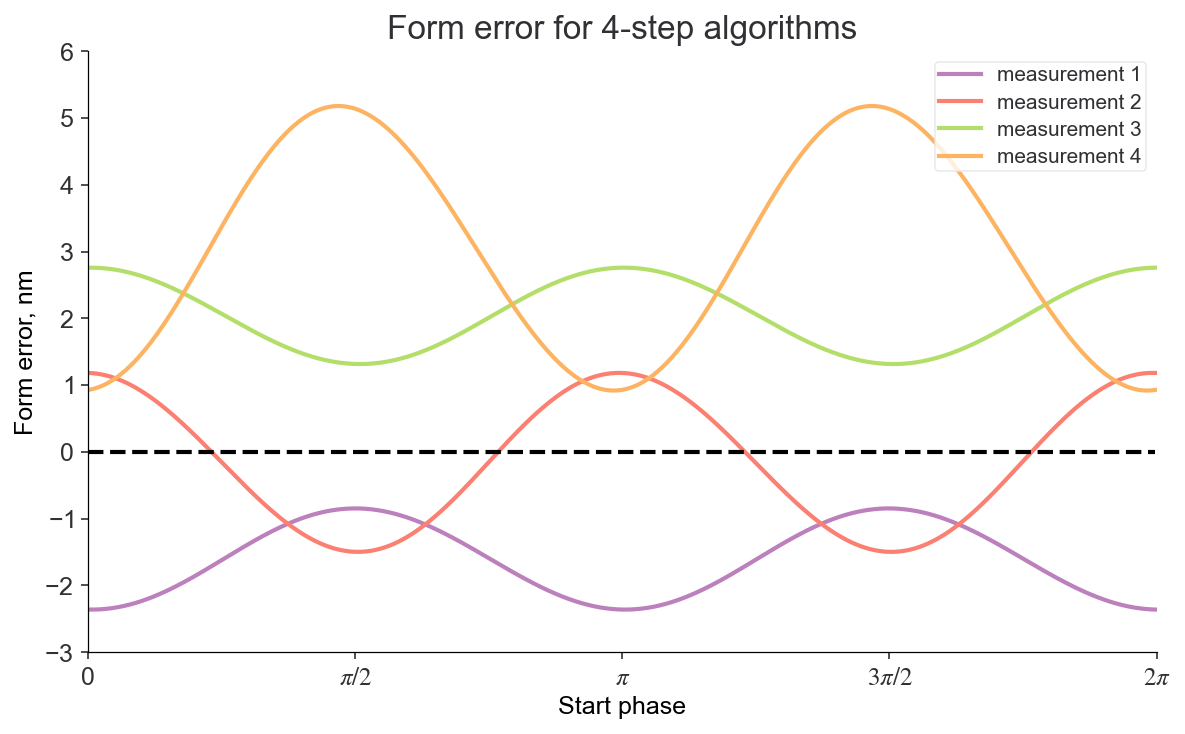 Form error for 4-step algorithms
measurement 1
measurement 2
measurement 3
measurement 4
Form error, nm
6
5
4
3
2
1
0
−1
−2
−3
0
π/2
π
3π/2
2π
Start phase